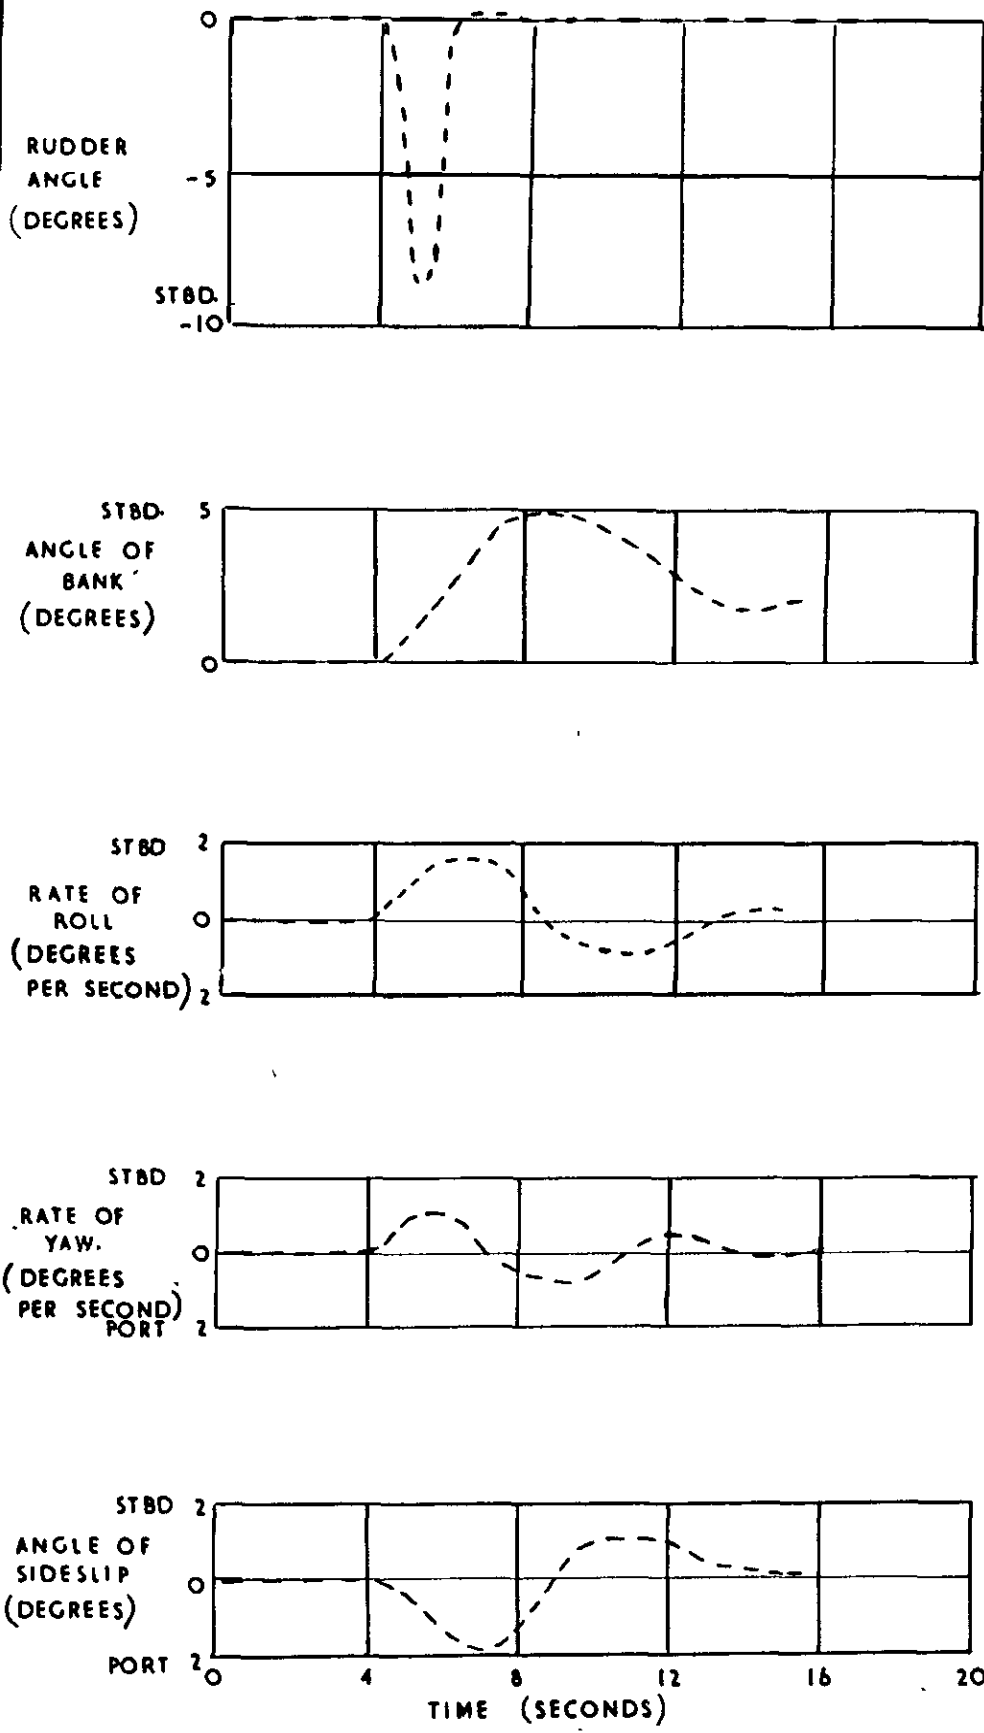 0
RUDDER
ANGLE
(DEGREES)
-5
STBD.
-10
STBD. 5
ANGLE OF
BANK
(DEGREES)
0
STBD 2
RATE OF
ROLL
0
(DEGREES
PER SECOND)
2
STBD 2
RATE OF
YAW.
0
(DEGREES
PER SECOND)
PORT 2
STBD 2
ANGLE OF
SIDESLIP
0
(DEGREES)
PORT 2
0 4 8 12 16 20
TIME (SECONDS)